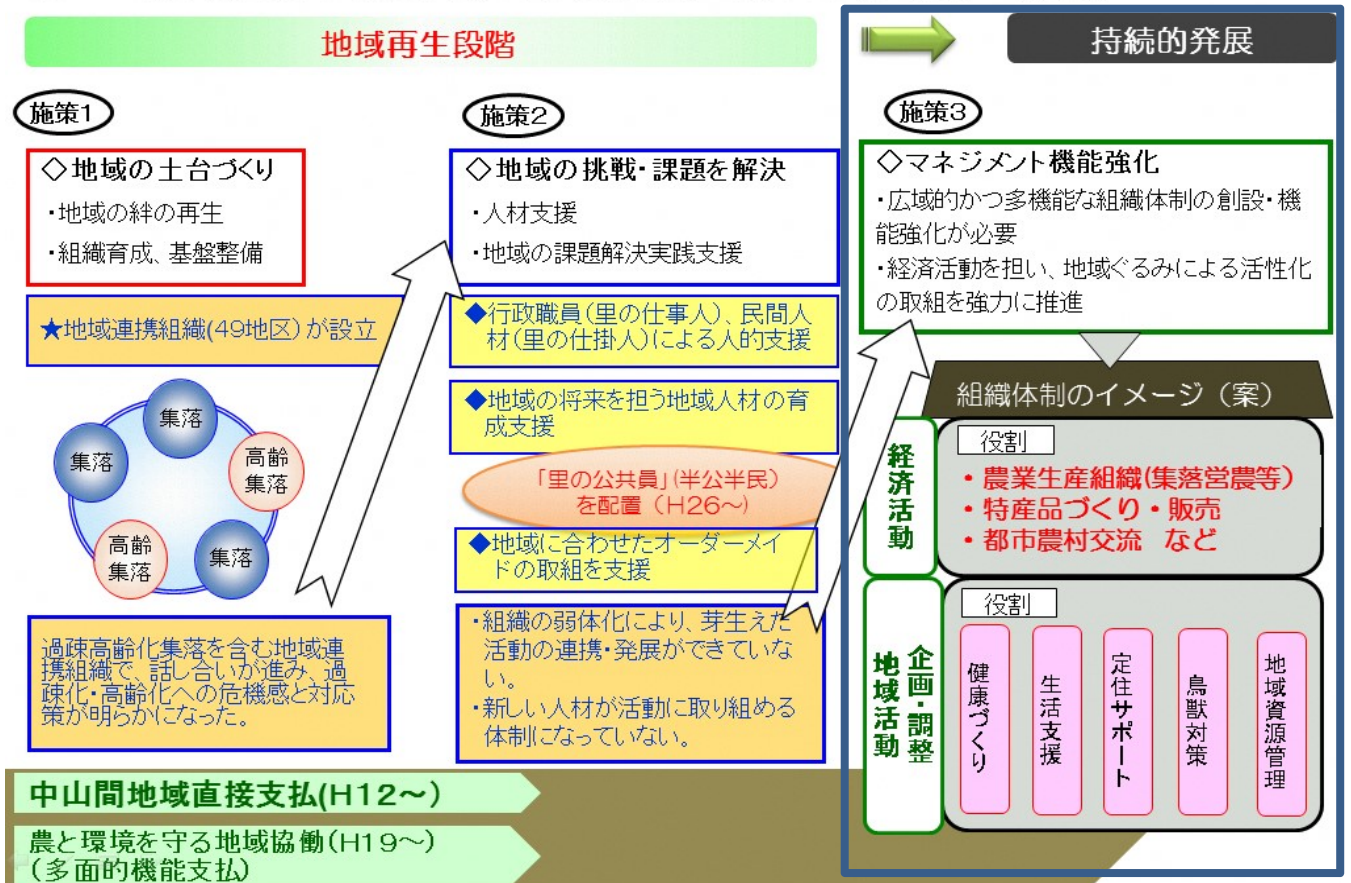 地域再生段階
持続的発展
施策1
◇地域の土台づくり
・地域の絆の再生
・組織育成、基盤整備
★地域連携組織(49地区)が設立
集落
集落
高齢
集落
高齢
集落
集落
過疎高齢化集落を含む地域連
携組織で、話し合いが進み、過
疎化・高齢化への危機感と対応
策が明らかになった。
施策2
◇地域の挑戦・課題を解決
・人材支援
・地域の課題解決実践支援
◆行政職員(里の仕事人)、民間人
材(里の仕掛人)による人的支援
◆地域の将来を担う地域人材の育
成支援
「里の公共員」(半公半民)
を配置(H26～)
◆地域に合わせたオーダーメイ
ドの取組を支援
・組織の弱体化により、芽生えた
活動の連携・発展ができていな
い。
・新しい人材が活動に取り組める
体制になっていない。
施策3
◇マネジメント機能強化
・広域的かつ多機能な組織体制の創設・機
能強化が必要
・経済活動を担い、地域ぐるみによる活性化
の取組を強力に推進
組織体制のイメージ(案)
経済活動
役割
・農業生産組織(集落営農等)
・特産品づくり・販売
・都市農村交流 など
企画・調整
地域活動
役割
健康づくり
生活支援
定住サポート
鳥獣対策
地域資源管理
中山間地域直接支払(H12～)
農と環境を守る地域協働(H19～)
(多面的機能支払)